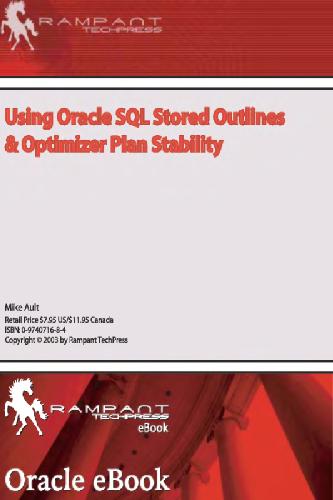 RAMPANT
TECHPRESS
Using Oracle SQL Stored Outlines
& Optimizer Plan Stability
Mike Ault
Retail Price $7.95 US/$11.95 Canada
ISBN: 0-9740716-8-4
Copyright © 2003 by Rampant TechPress
RAMPANT
TECHPRESS
eBook
Oracle eBook